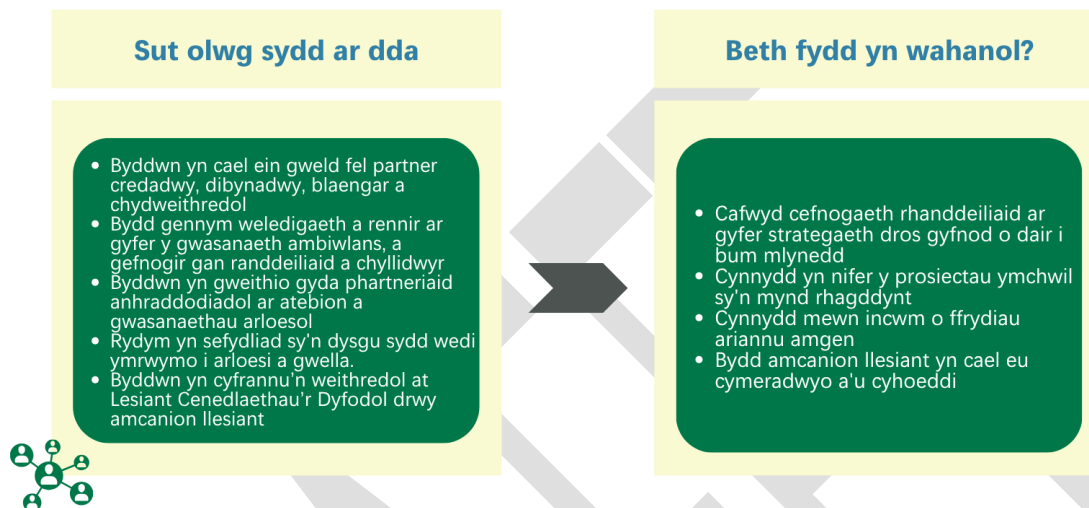 Sut olwg sydd ar dda
• Byddwn yn cael ein gweld fel partner
credadwy, dibynadwy, blaengar a
chydweithredol
• Bydd gennym weledigaeth a rennir ar
gyfer y gwasanaeth ambiwlans, a
gefnogir gan randdeiliaid a chyllidwyr
• Byddwn yn gweithio gyda phartneriaid
anhraddodiadol ar atebion a
gwasanaethau arloesol
• Rydym yn sefydliad sy'n dysgu sydd wedi
ymrwymo i arloesi a gwella.
• Byddwn yn cyfrannu'n weithredol at
Lesiant Cenedlaethau'r Dyfodol drwy
amcanion llesiant
Beth fydd yn wahanol?
• Cafwyd cefnogaeth rhanddeiliaid ar
gyfer strategaeth dros gyfnod o dair i
bum mlynedd
• Cynnydd yn nifer y prosiectau ymchwil
sy'n mynd rhagddynt
• Cynnydd mewn incwm o ffrydiau
ariannu amgen
• Bydd amcanion llesiant yn cael eu
cymeradwyo a'u cyhoeddi